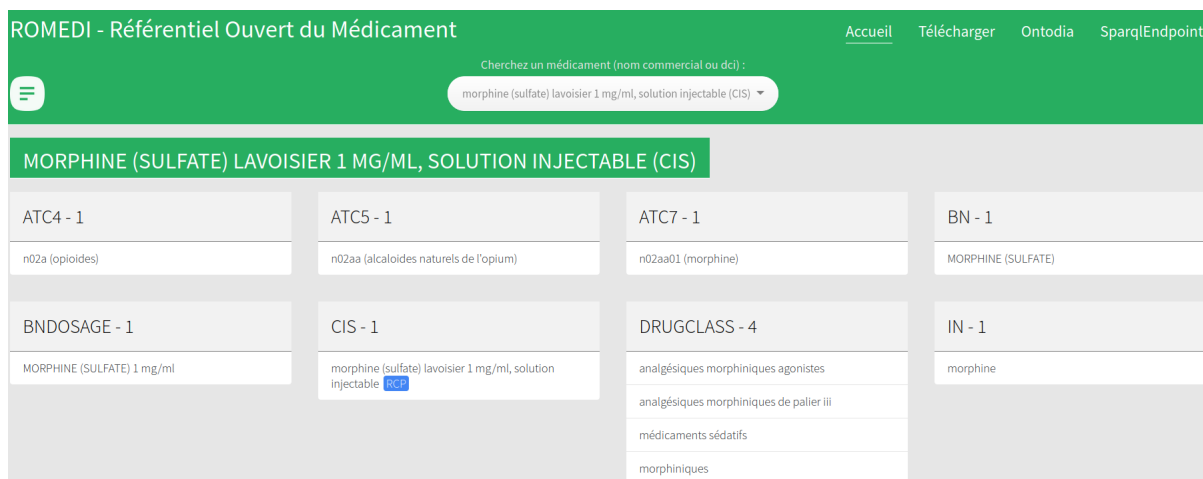 ROMEDI - Référentiel Ouvert du Médicament
Accueil Télécharger Ontodia SparqlEndpoint
Cherchez un médicament (nom commercial ou dci) :
morphine (sulfate) lavoisier 1 mg/ml, solution injectable (CIS)
MORPHINE (SULFATE) LAVOISIER 1 MG/ML, SOLUTION INJECTABLE (CIS)
ATC4 - 1
n02a (opioides)
ATC5 - 1
n02aa (alcaloides naturels de l'opium)
ATC7 - 1
n02aa01 (morphine)
BN - 1
MORPHINE (SULFATE)
BNDOSAGE - 1
MORPHINE (SULFATE) 1 mg/ml
CIS - 1
morphine (sulfate) lavoisier 1 mg/ml, solution
injectable RCP
DRUGCLASS - 4
analgésiques morphiniques agonistes
analgésiques morphiniques de palier iii
médicaments sédatifs
morphiniques
IN - 1
morphine